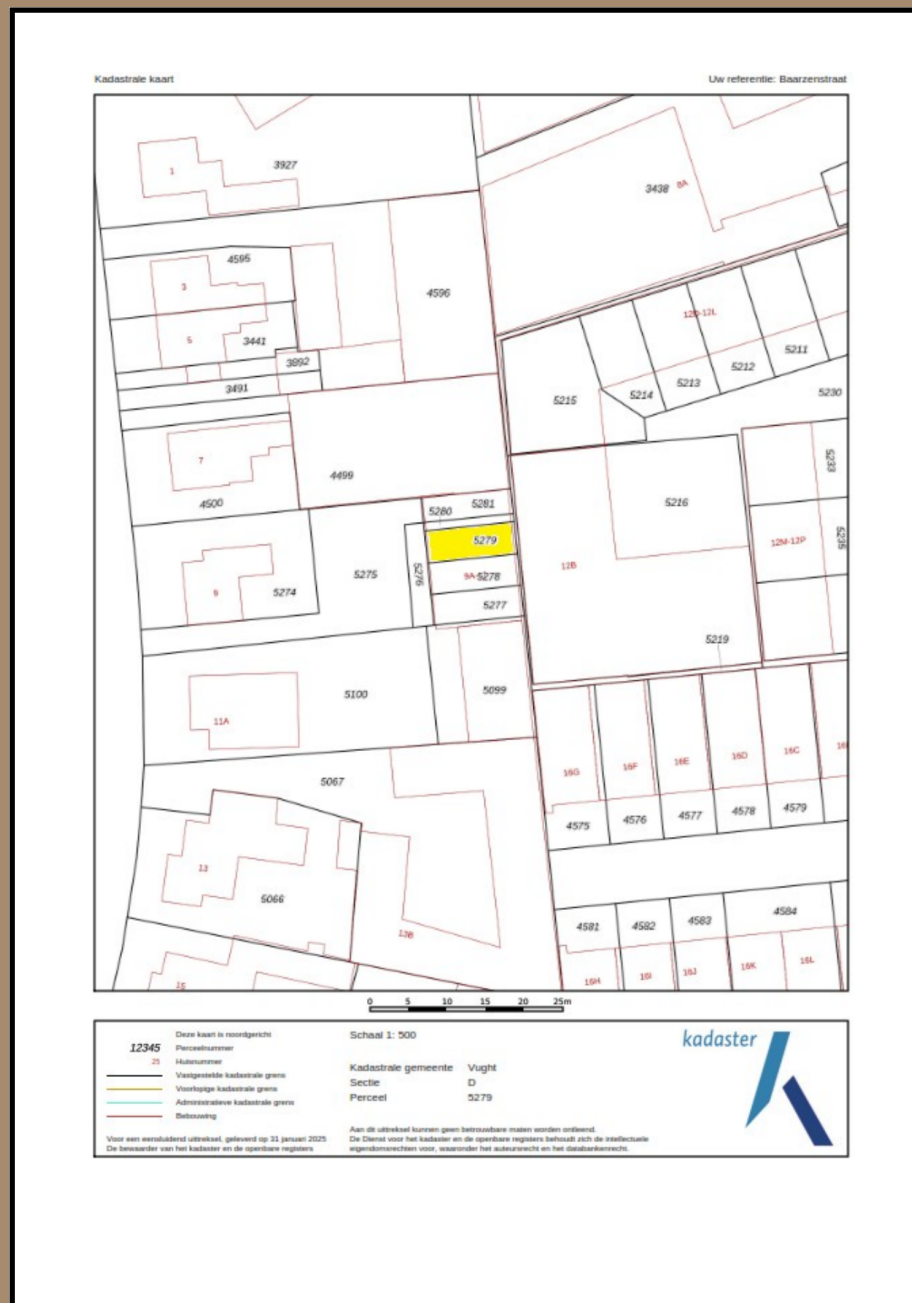 Kadastrale kaart
Uw referentie: Baarzenstraat
1
3927
3438
8A
4595
3
4596
12D-12L
5
3441
3892
3491
5211
5212
5213
5214
5215
5230
7
4499
4500
5280
5281
5216
5233
5279
12B
12M-12P
5235
5275
5276
5278
9
5274
5277
5219
5100
5099
11A
16G
16F
16E
16D
16C
5067
4575
4576
4577
4578
4579
13
5066
13B
4581
4582
4583
4584
15
16H
16I
16J
16K
16L
0 5 10 15 20 25m
Deze kaart is noordgericht
12345 Perceelnummer
25 Huisnummer
Vastgestelde kadastrale grens
Voorlopige kadastrale grens
Administratieve kadastrale grens
Bebouwing
Voor een eensluidend uittreksel, geleverd op 31 januari 2025
De bewaarder van het kadaster en de openbare registers
Schaal 1: 500
Kadastrale gemeente Vught
Sectie D
Perceel 5279
Aan dit uittreksel kunnen geen betrouwbare maten worden ontleend.
De Dienst voor het kadaster en de openbare registers behoudt zich de intellectuele
eigendomsrechten voor, waaronder het auteursrecht en het databankenrecht.
kadaster